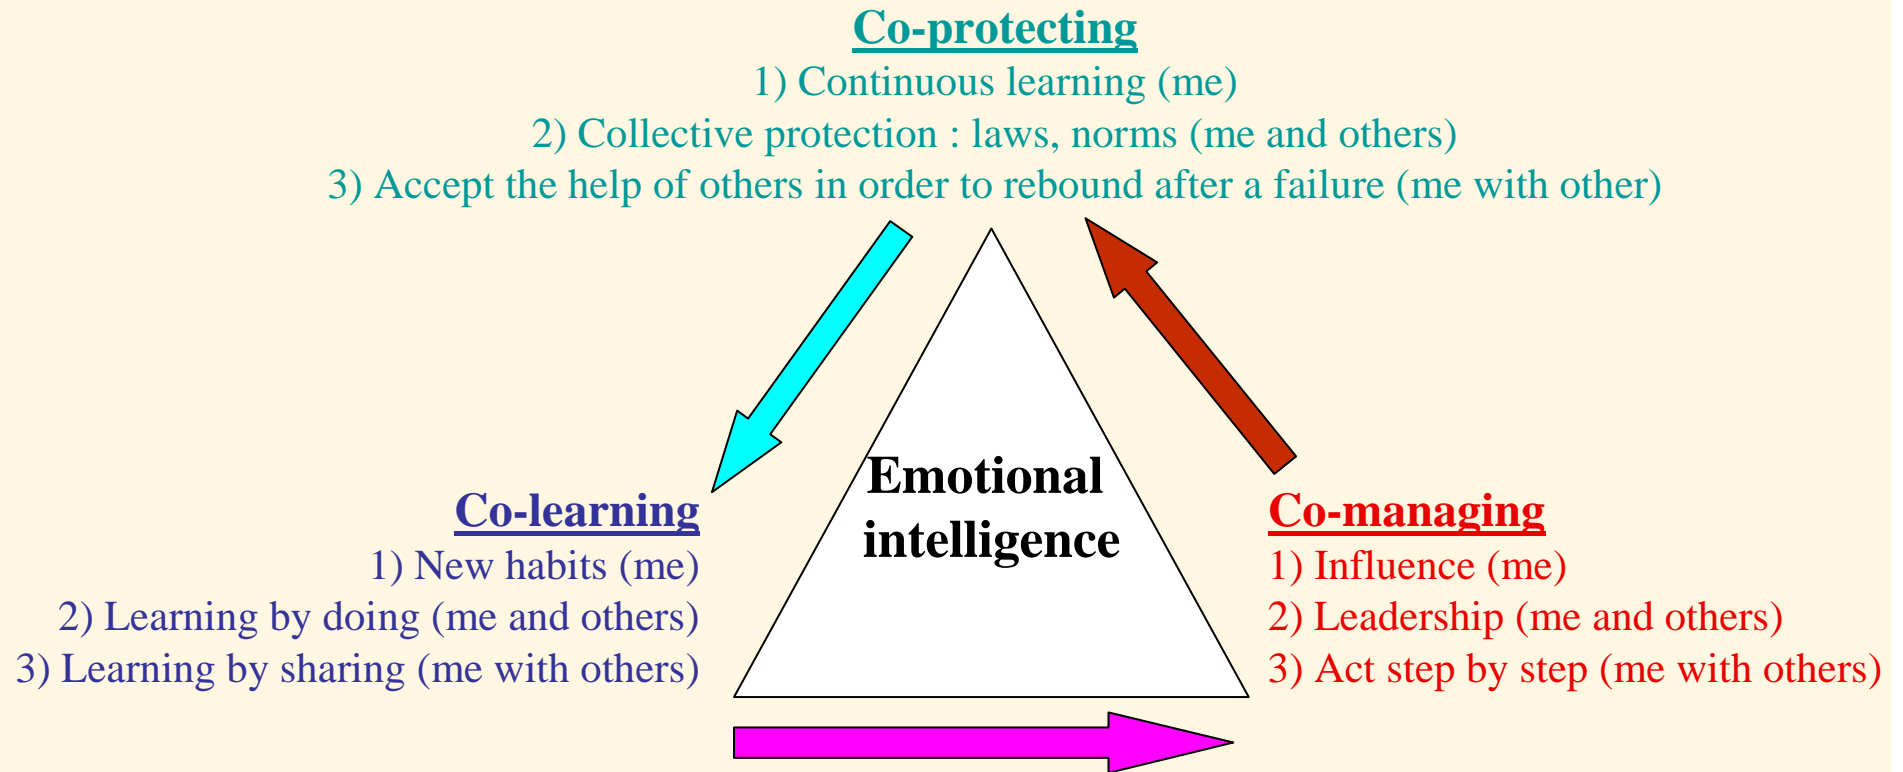 Co-protecting
1) Continuous learning (me)
2) Collective protection : laws, norms (me and others)
3) Accept the help of others in order to rebound after a failure (me with other)
Emotional
intelligence
Co-learning
1) New habits (me)
2) Learning by doing (me and others)
3) Learning by sharing (me with others)
Co-managing
1) Influence (me)
2) Leadership (me and others)
3) Act step by step (me with others)